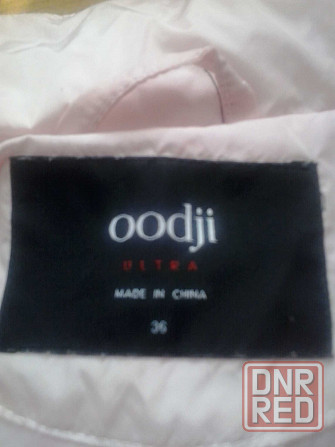 oodji
ULTRA
MADE IN CHINA
36
DNR
RED